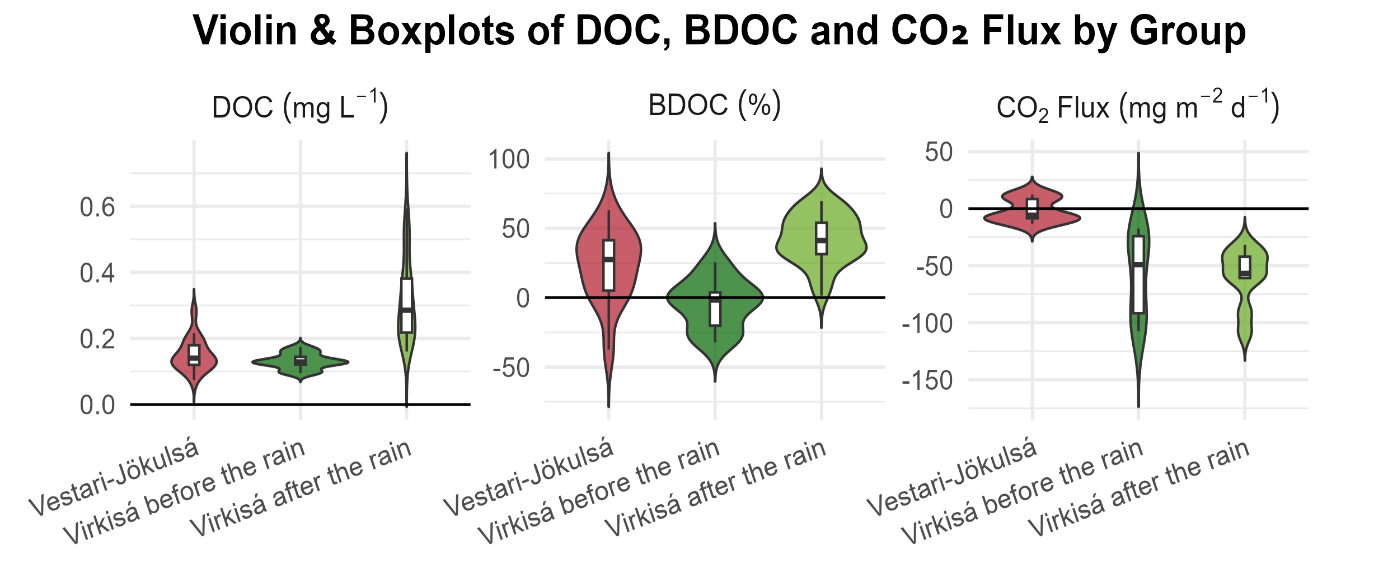 Violin & Boxplots of DOC, BDOC and CO₂ Flux by Group
DOC (mg L⁻¹)
0.6
0.4
0.2
0.0
Vestari-Jökulsá
Virkisá before the rain
Virkisá after the rain
BDOC (%)
100
50
0
-50
Vestari-Jökulsá
Virkisá before the rain
Virkisá after the rain
CO₂ Flux (mg m⁻² d⁻¹)
50
0
-50
-100
-150
Vestari-Jökulsá
Virkisá before the rain
Virkisá after the rain